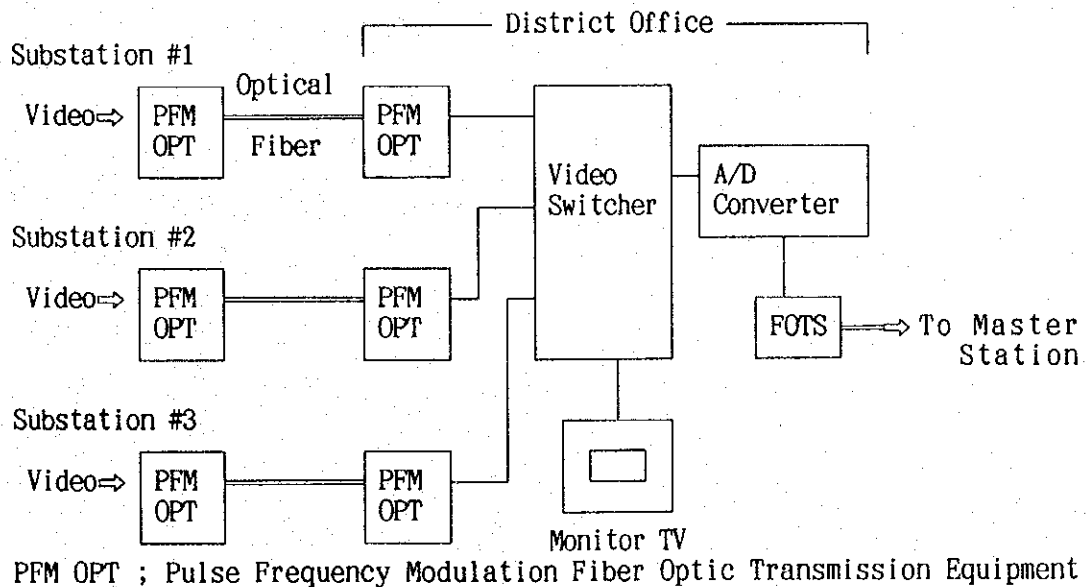 District Office
Substation #1
Optical
Video⇒
PFM
OPT
Fiber
PFM
OPT
Video
Switcher
A/D
Converter
Substation #2
Video⇒
PFM
OPT
PFM
OPT
FOTS
⇒ To Master
Station
Substation #3
Video⇒
PFM
OPT
PFM
OPT
Monitor TV
PFM OPT ; Pulse Frequency Modulation Fiber Optic Transmission Equipment